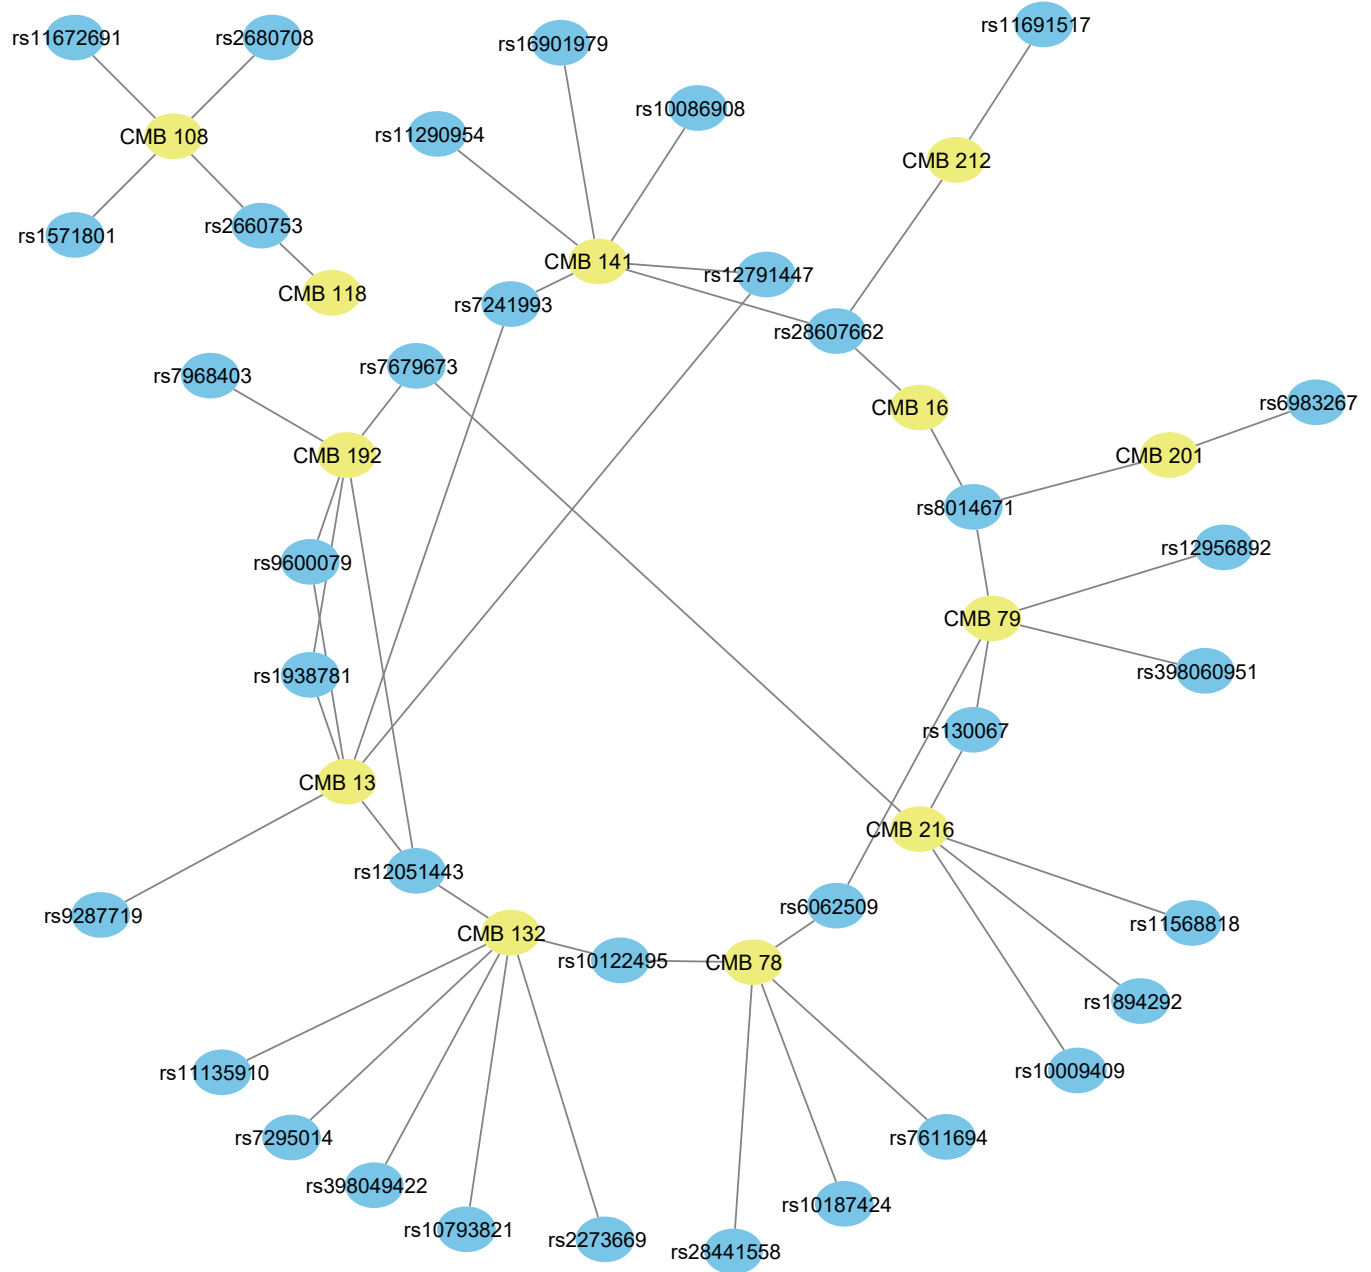 rs11691517
rs11672691
rs2680708
rs16901979
rs10086908
rs11290954
CMB 108
CMB 212
rs2660753
rs1571801
CMB 141
rs12791447
CMB 118
rs7241993
rs28607662
rs7679673
rs7968403
rs6983267
CMB 16
CMB 192
CMB 201
rs8014671
rs12956892
rs9600079
CMB 79
rs398060951
rs1938781
rs130067
CMB 13
CMB 216
rs12051443
rs6062509
rs9287719
rs11568818
CMB 132
rs10122495
CMB 78
rs1894292
rs10009409
rs11135910
rs7295014
rs7611694
rs398049422
rs10187424
rs10793821
rs2273669
rs28441558